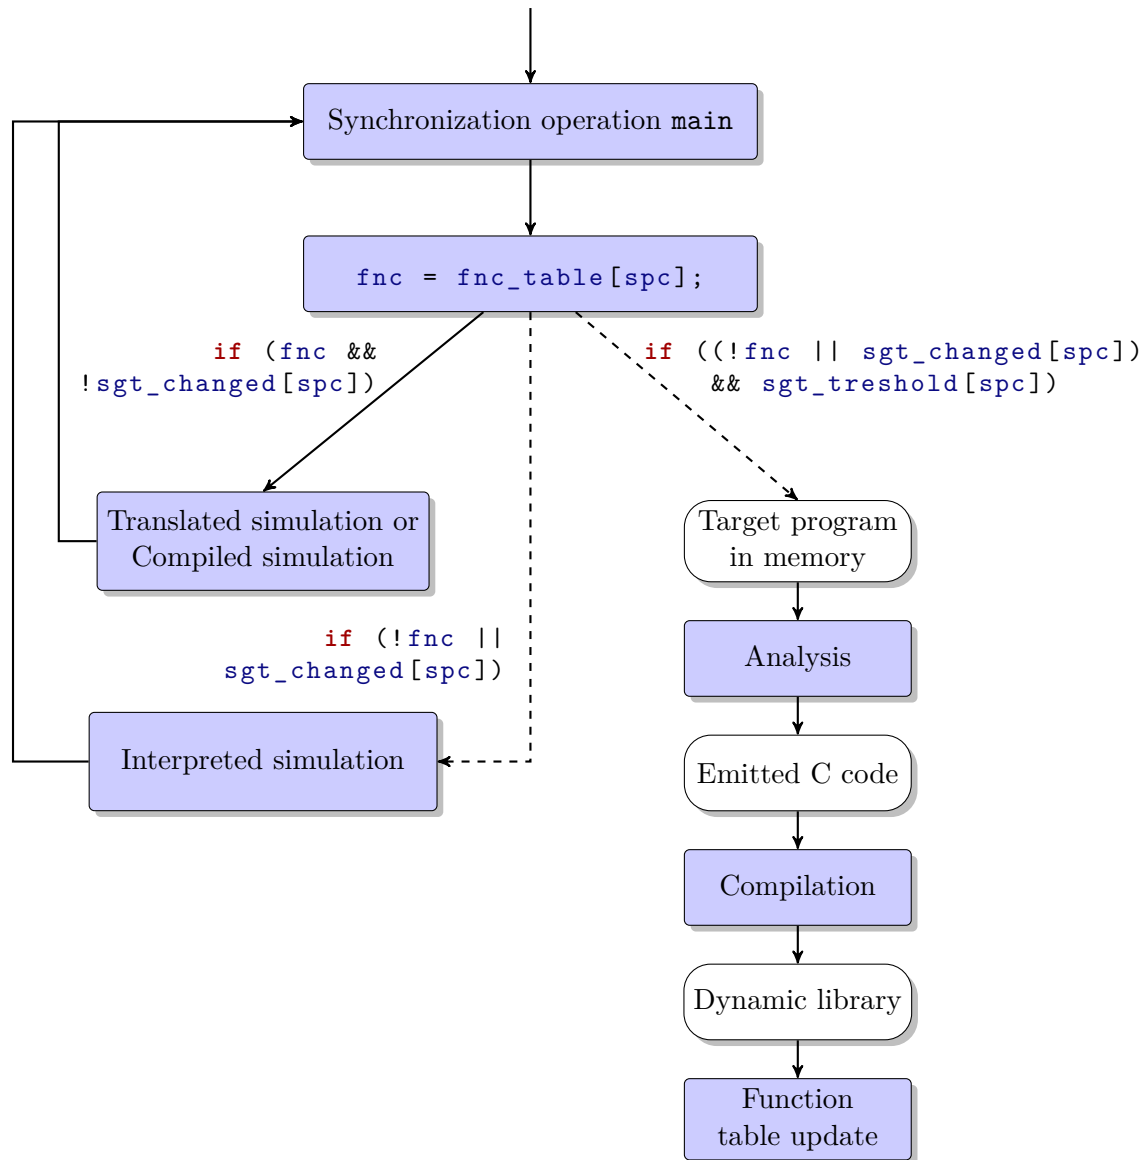 Synchronization operation main
fnc = fnc_table[spc];
if (fnc &&
!sgt_changed[spc])
if ((!fnc || sgt_changed[spc])
&& sgt_treshold[spc])
Translated simulation or
Compiled simulation
Target program
in memory
if (!fnc ||
sgt_changed[spc])
Analysis
Interpreted simulation
Emitted C code
Compilation
Dynamic library
Function
table update